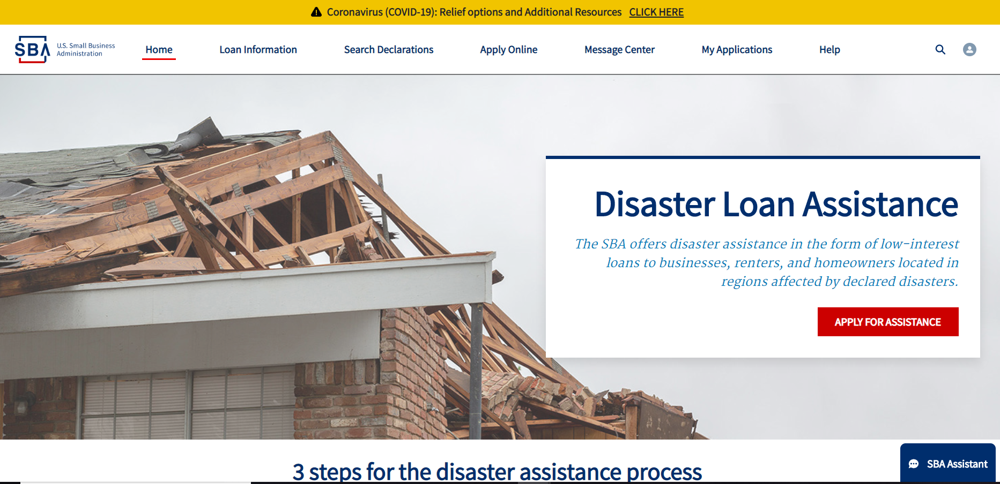 Coronavirus (COVID-19): Relief options and Additional Resources CLICK HERE
SBA
U.S. Small Business
Administration
Home
Loan Information
Search Declarations
Apply Online
Message Center
My Applications
Help
Disaster Loan Assistance
The SBA offers disaster assistance in the form of low-interest
loans to businesses, renters, and homeowners located in
regions affected by declared disasters.
APPLY FOR ASSISTANCE
3 steps for the disaster assistance process
SBA Assistant